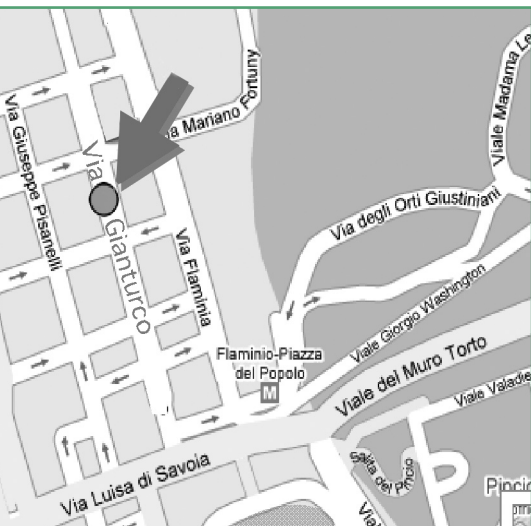 Via Giuseppe Pisanelli
Via
Gianturco
Mariano Fortuny
Via Flaminia
Viale Madama Le
Via degli Orti Giustiniani
Viale Giorgio Washington
Flaminio-Piazza
del Popolo
M
Viale del Muro Torto
Viale Valadie
Salita del Pincio
Via Luisa di Savoia
Via
Pincio